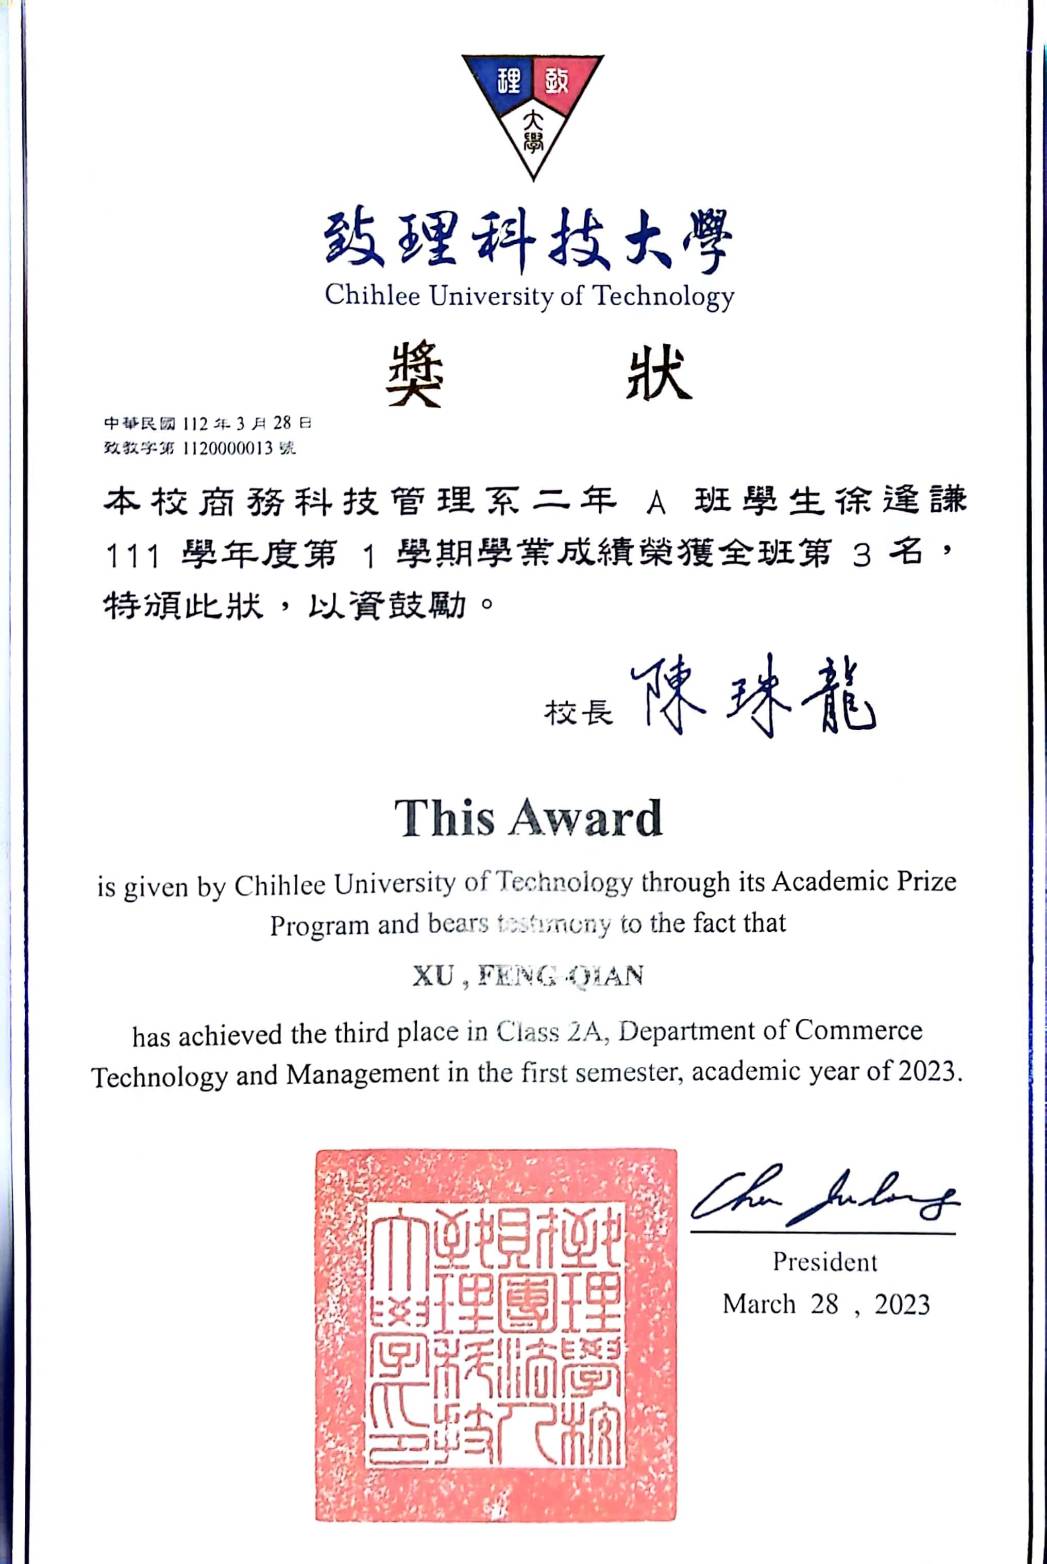 致理
大學
致理科技大學
Chihlee University of Technology
獎狀
中華民國 112 年 3 月 28 日
致教字第 1120000013 號
本校商務科技管理系二年 A 班學生徐逢謙
111 學年度第 1 學期學業成績榮獲全班第 3 名，
特頒此狀，以資鼓勵。
校長 陳珠龍
This Award
is given by Chihlee University of Technology through its Academic Prize
Program and bears testimony to the fact that
XU , FENG-QIAN
has achieved the third place in Class 2A, Department of Commerce
Technology and Management in the first semester, academic year of 2023.
Chen Julong
President
March 28 , 2023
致理學校
財團法人
致理科技
大學印